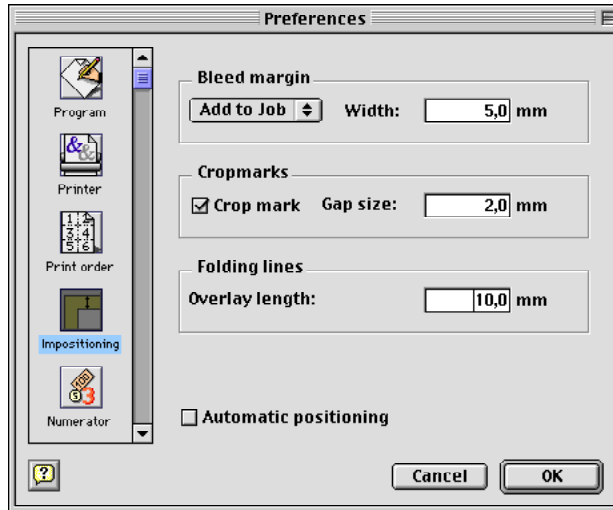 Preferences
Program
Printer
Print order
Impositioning
Numerator
Bleed margin
Add to Job Width: 5,0 mm
Cropmarks
Crop mark Gap size: 2,0 mm
Folding lines
Overlay length: 10,0 mm
Automatic positioning
Cancel OK